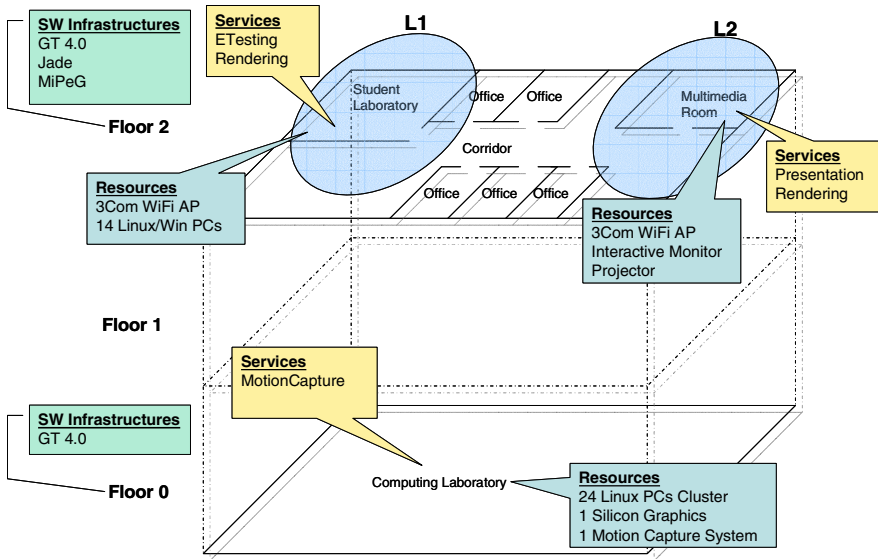 L1
L2
SW Infrastructures
GT 4.0
Jade
MiPeG
Services
ETesting
Rendering
Floor 2
Student
Laboratory
Office
Office
Multimedia
Room
Corridor
Services
Presentation
Rendering
Resources
3Com WiFi AP
14 Linux/Win PCs
Office
Office
Office
Office
Resources
3Com WiFi AP
Interactive Monitor
Projector
Floor 1
Services
MotionCapture
SW Infrastructures
GT 4.0
Floor 0
Computing Laboratory
Resources
24 Linux PCs Cluster
1 Silicon Graphics
1 Motion Capture System